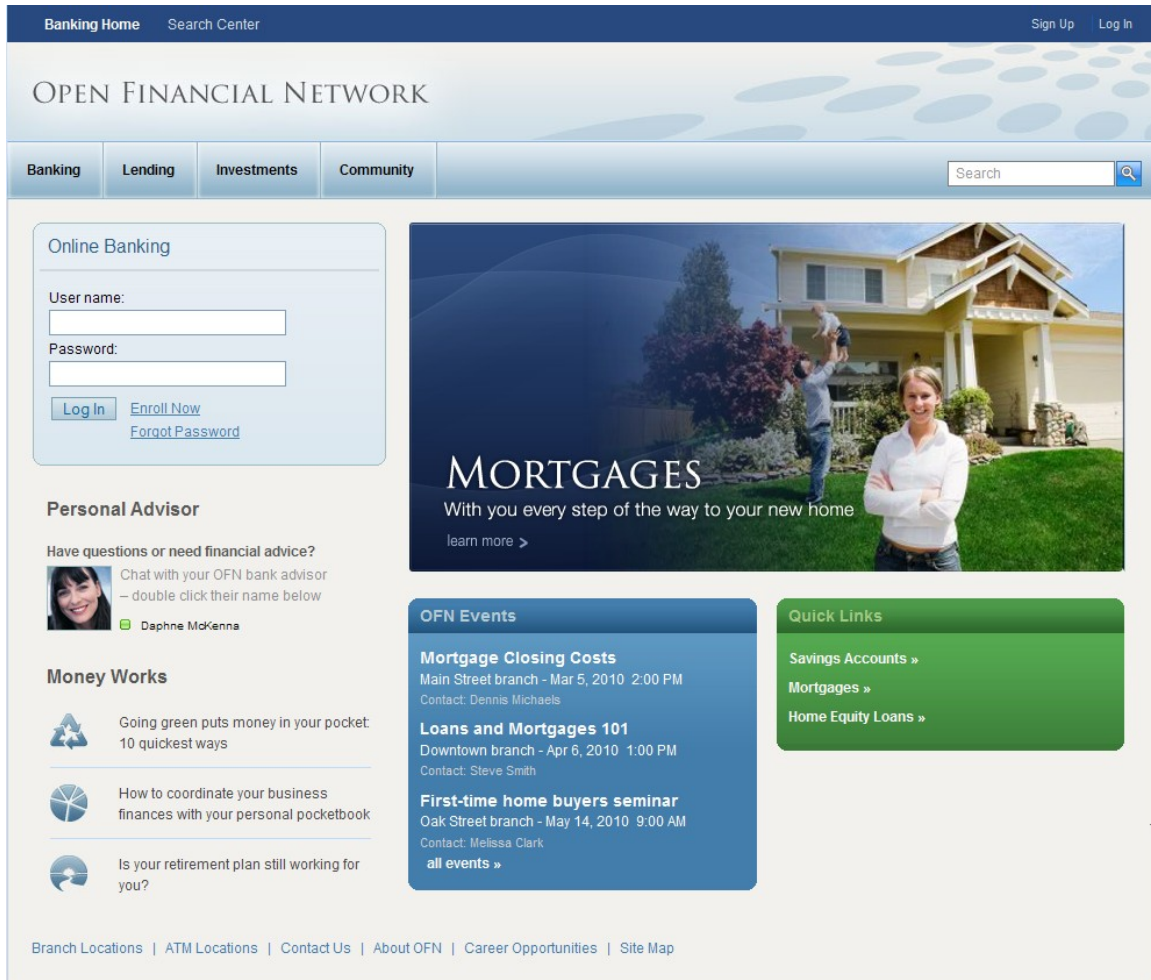 Banking Home Search Center Sign Up Log In
OPEN FINANCIAL NETWORK
Banking Lending Investments Community Search
Online Banking
User name:
Password:
Log In Enroll Now
Forgot Password
Personal Advisor
Have questions or need financial advice?
Chat with your OFN bank advisor
– double click their name below
Daphne McKenna
Money Works
Going green puts money in your pocket:
10 quickest ways
How to coordinate your business
finances with your personal pocketbook
Is your retirement plan still working for
you?
MORTGAGES
With you every step of the way to your new home
learn more >
OFN Events
Mortgage Closing Costs
Main Street branch - Mar 5, 2010 2:00 PM
Contact: Dennis Michaels
Loans and Mortgages 101
Downtown branch - Apr 6, 2010 1:00 PM
Contact: Steve Smith
First-time home buyers seminar
Oak Street branch - May 14, 2010 9:00 AM
Contact: Melissa Clark
all events »
Quick Links
Savings Accounts »
Mortgages »
Home Equity Loans »
Branch Locations | ATM Locations | Contact Us | About OFN | Career Opportunities | Site Map